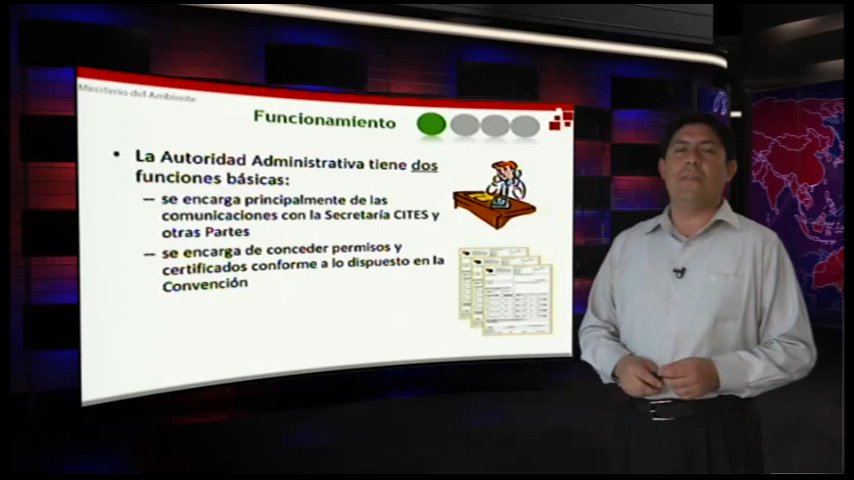 Ministerio del Ambiente
Funcionamiento
• La Autoridad Administrativa tiene dos
funciones básicas:
— se encarga principalmente de las
comunicaciones con la Secretaría CITES y
otras Partes
— se encarga de conceder permisos y
certificados conforme a lo dispuesto en la
Convención